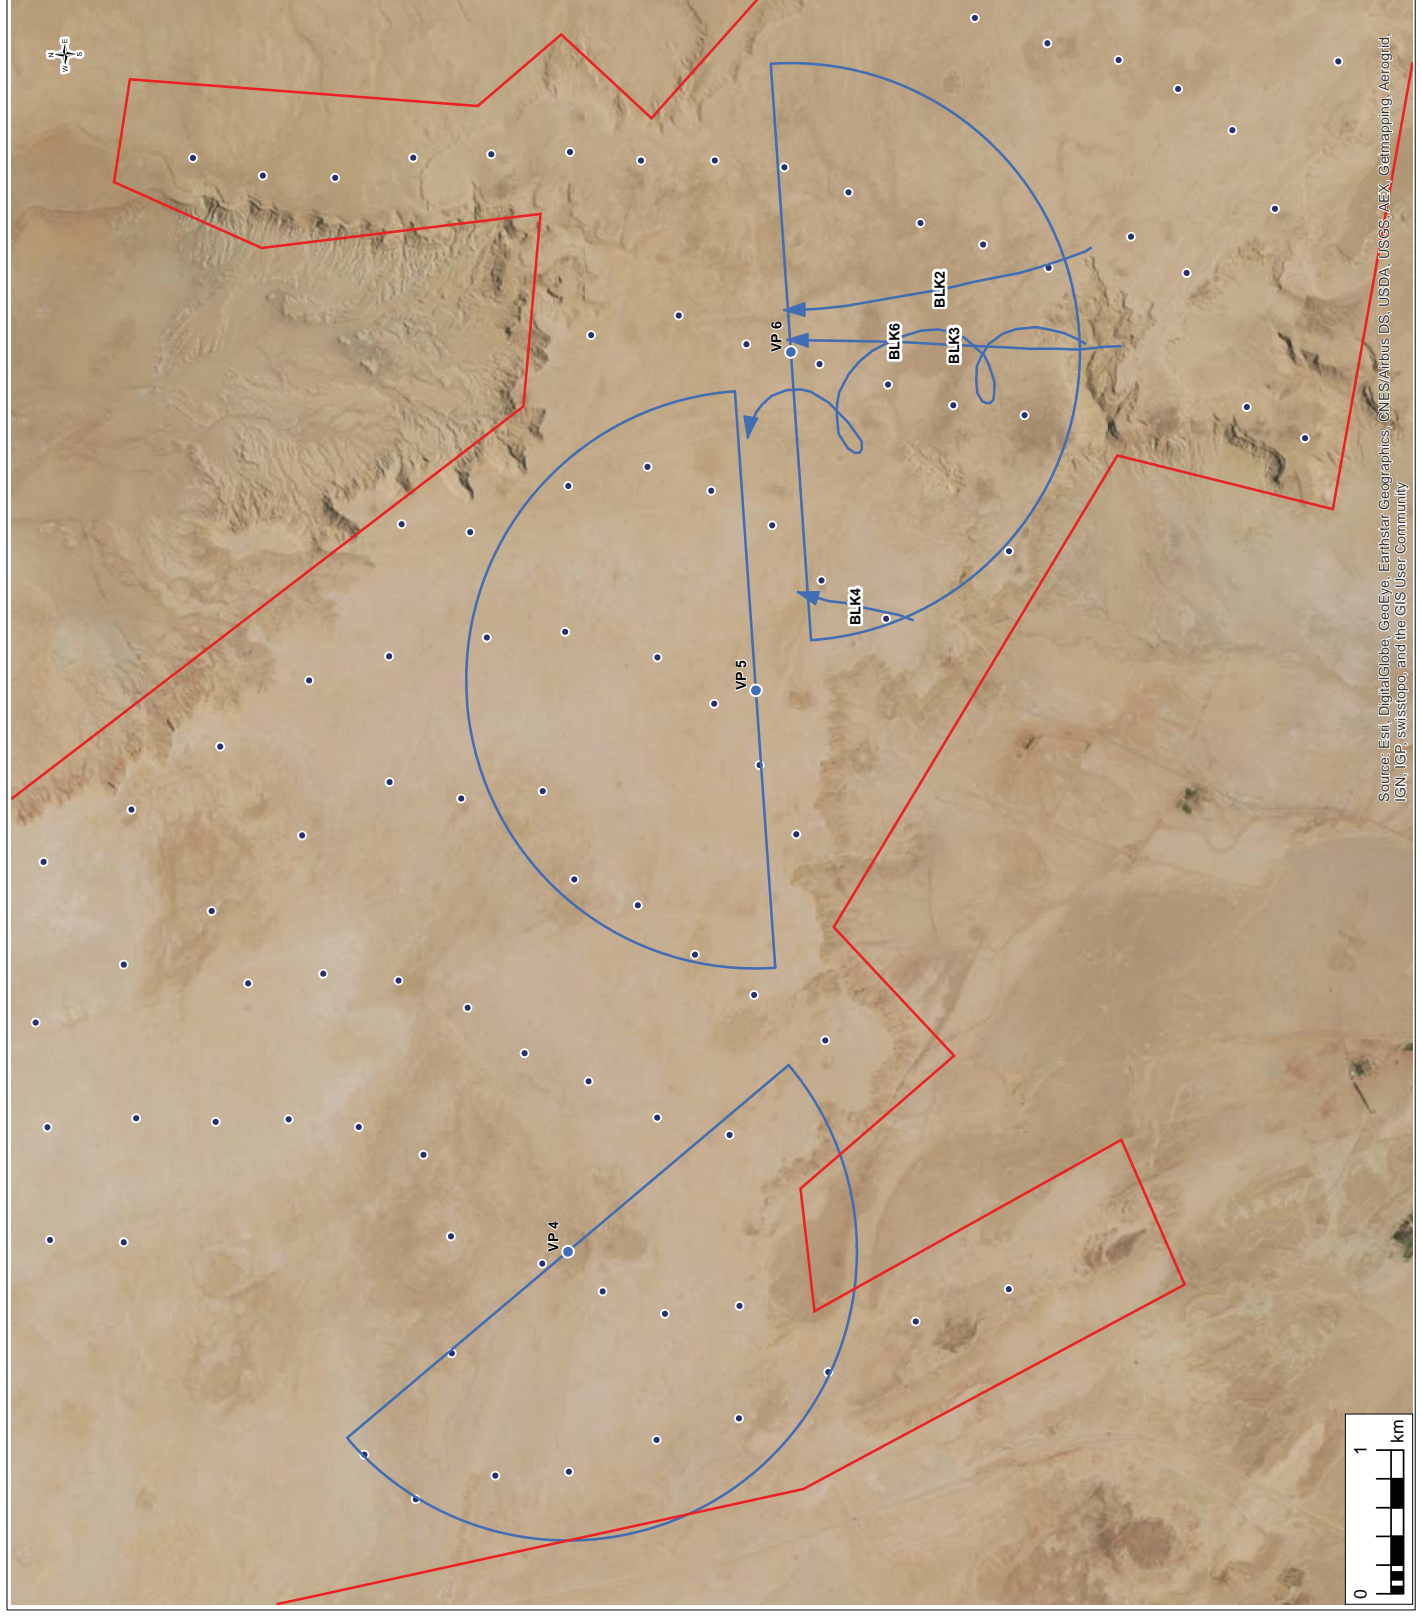 N
E
S
W
VP 6
BLK2
BLK6
BLK3
BLK4
VP 5
VP 4
Source: Esri, DigitalGlobe, GeoEye, Earthstar Geographics, CNES/Airbus DS, USDA, USGS, AEX, Getmapping, Aerogrid,
IGN, IGP, swisstopo, and the GIS User Community
0 1
km